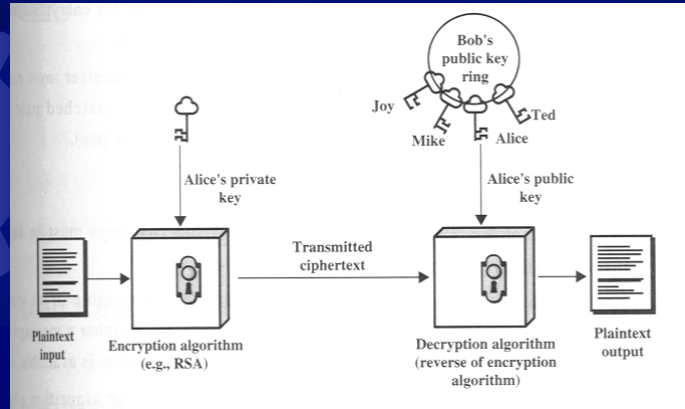 Bob's
public key
ring
Joy
Mike
Alice
Ted
Alice's private
key
Alice's public
key
Transmitted
ciphertext
Plaintext
input
Encryption algorithm
(e.g., RSA)
Decryption algorithm
(reverse of encryption
algorithm)
Plaintext
output